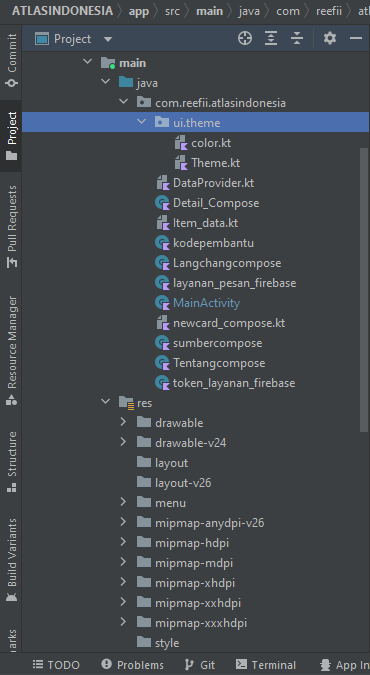 ATLASINDONESIA > app > src > main > java > com > reefii > atla
Project
main
java
com.reefii.atlasindonesia
ui.theme
color.kt
Theme.kt
DataProvider.kt
Detail_Compose
Item_data.kt
kodepembantu
Langchangcompose
layanan_pesan_firebase
MainActivity
newcard_compose.kt
sumbercompose
Tentangcompose
token_layanan_firebase
res
drawable
drawable-v24
layout
layout-v26
menu
mipmap-anydpi-v26
mipmap-hdpi
mipmap-mdpi
mipmap-xhdpi
mipmap-xxhdpi
mipmap-xxxhdpi
style
Commit
Project
Pull Requests
Resource Manager
Structure
Build Variants
arks
TODO Problems Git Terminal App In